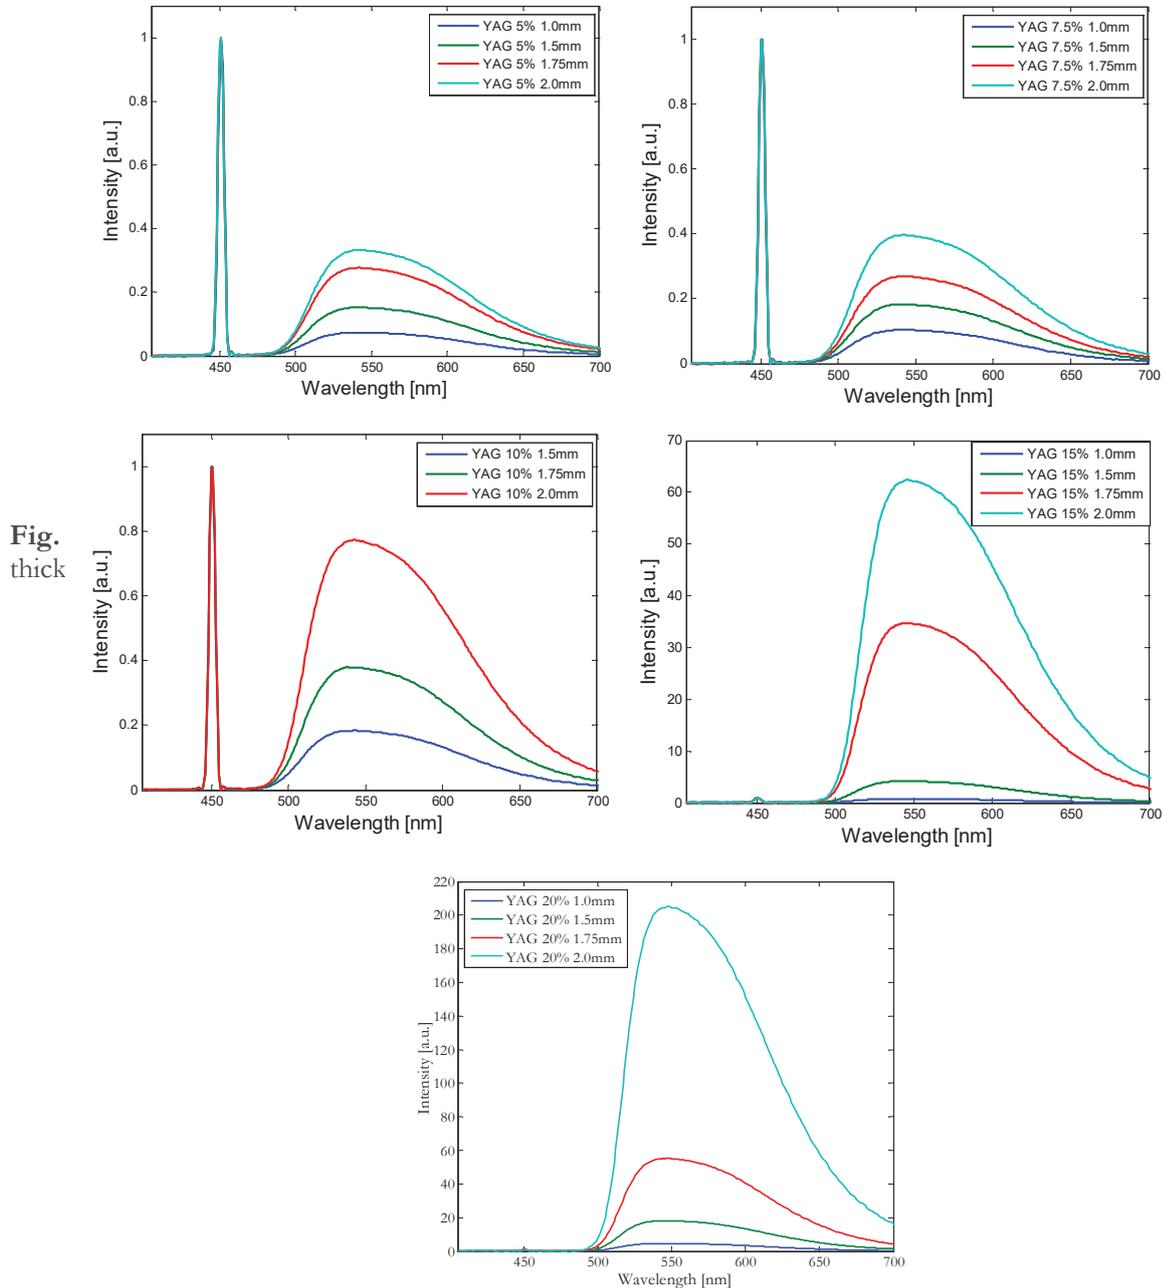 YAG 5% 1.0mm
YAG 5% 1.5mm
YAG 5% 1.75mm
YAG 5% 2.0mm
1
0.8
0.6
0.4
0.2
0
Intensity [a.u.]
450
500
550
600
650
700
Wavelength [nm]
YAG 7.5% 1.0mm
YAG 7.5% 1.5mm
YAG 7.5% 1.75mm
YAG 7.5% 2.0mm
1
0.8
0.6
0.4
0.2
0
Intensity [a.u.]
450
500
550
600
650
700
Wavelength [nm]
Fig.
thick
YAG 10% 1.5mm
YAG 10% 1.75mm
YAG 10% 2.0mm
1
0.8
0.6
0.4
0.2
0
Intensity [a.u.]
450
500
550
600
650
700
Wavelength [nm]
YAG 15% 1.0mm
YAG 15% 1.5mm
YAG 15% 1.75mm
YAG 15% 2.0mm
70
60
50
40
30
20
10
0
Intensity [a.u.]
450
500
550
600
650
700
Wavelength [nm]
YAG 20% 1.0mm
YAG 20% 1.5mm
YAG 20% 1.75mm
YAG 20% 2.0mm
220
200
180
160
140
120
100
80
60
40
20
0
Intensity [a.u.]
450
500
550
600
650
700
Wavelength [nm]